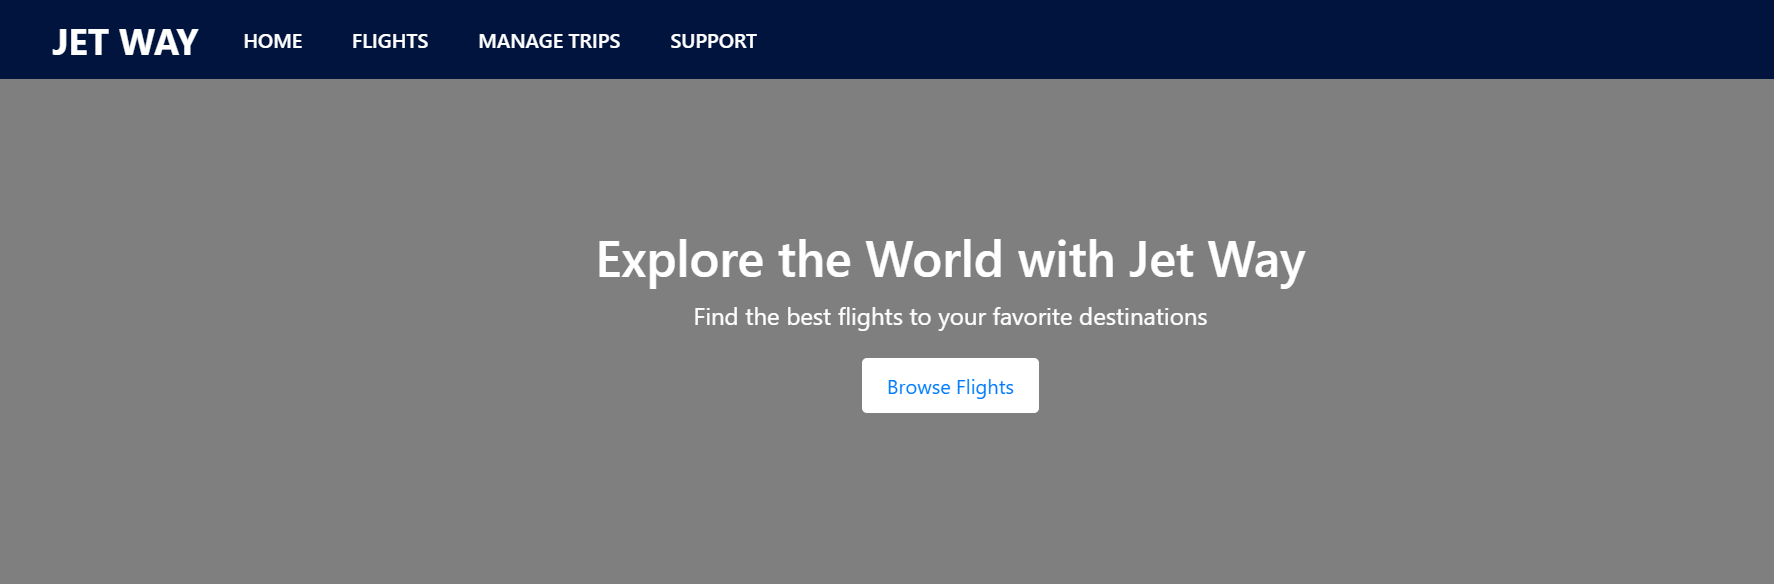 JET WAY HOME FLIGHTS MANAGE TRIPS SUPPORT
Explore the World with Jet Way
Find the best flights to your favorite destinations
Browse Flights